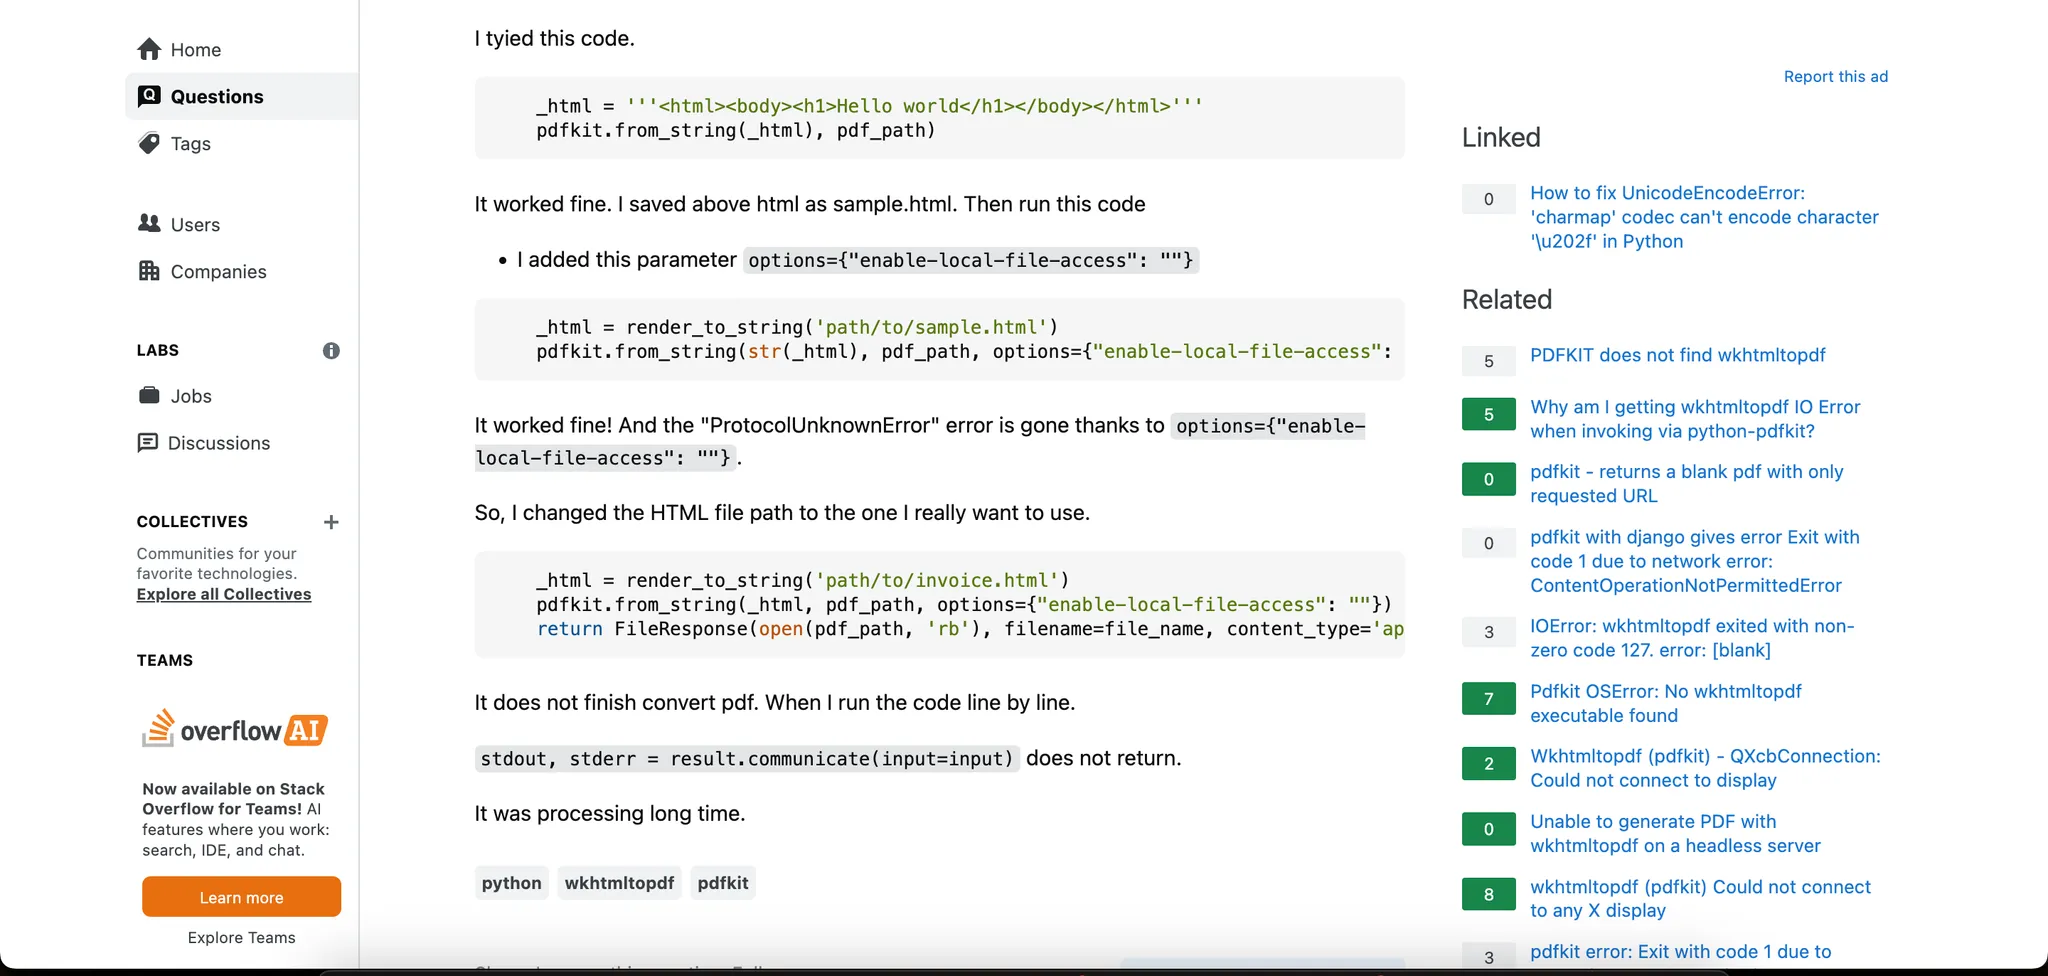 Home
Questions
Tags
Users
Companies
LABS
Jobs
Discussions
COLLECTIVES
Communities for your
favorite technologies.
Explore all Collectives
TEAMS
overflow AI
Now available on Stack
Overflow for Teams! AI
features where you work:
search, IDE, and chat.
Learn more
Explore Teams
I tyied this code.
_html = '''<html><body><h1>Hello world</h1></body></html>'''
pdfkit.from_string(_html), pdf_path)
It worked fine. I saved above html as sample.html. Then run this code
• I added this parameter options={"enable-local-file-access": ""}
_html = render_to_string('path/to/sample.html')
pdfkit.from_string(str(_html), pdf_path, options={"enable-local-file-access":
It worked fine! And the "ProtocolUnknownError" error is gone thanks to options={"enable-
local-file-access": ""}.
So, I changed the HTML file path to the one I really want to use.
_html = render_to_string('path/to/invoice.html')
pdfkit.from_string(_html, pdf_path, options={"enable-local-file-access": ""})
return FileResponse(open(pdf_path, 'rb'), filename=file_name, content_type='ap
It does not finish convert pdf. When I run the code line by line.
stdout, stderr = result.communicate(input=input) does not return.
It was processing long time.
python wkhtmltopdf pdfkit
Report this ad
Linked
0 How to fix UnicodeEncodeError:
'charmap' codec can't encode character
'\u202f' in Python
Related
5 PDFKIT does not find wkhtmltopdf
5 Why am I getting wkhtmltopdf IO Error
when invoking via python-pdfkit?
0 pdfkit - returns a blank pdf with only
requested URL
0 pdfkit with django gives error Exit with
code 1 due to network error:
ContentOperationNotPermittedError
3 IOError: wkhtmltopdf exited with non-
zero code 127. error: [blank]
7 Pdfkit OSError: No wkhtmltopdf
executable found
2 Wkhtmltopdf (pdfkit) - QXcbConnection:
Could not connect to display
0 Unable to generate PDF with
wkhtmltopdf on a headless server
8 wkhtmltopdf (pdfkit) Could not connect
to any X display
3 pdfkit error: Exit with code 1 due to